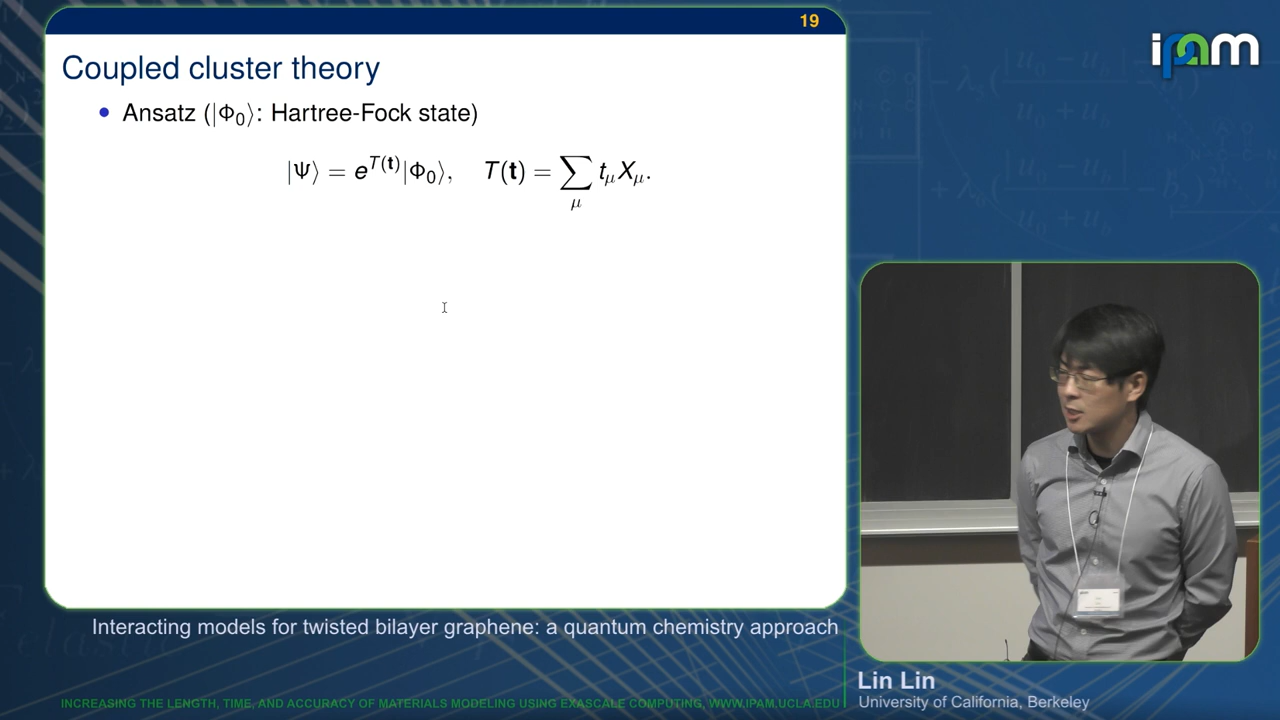 19
ipam
Coupled cluster theory
• Ansatz (|Φ₀⟩: Hartree-Fock state)
|Ψ⟩ = e^{T(t)}|Φ₀⟩, T(t) = ∑_μ t_μ X_μ.
Interacting models for twisted bilayer graphene: a quantum chemistry approach
Lin Lin
University of California, Berkeley
INCREASING THE LENGTH, TIME, AND ACCURACY OF MATERIALS MODELING USING EXASCALE COMPUTING, WWW.IPAM.UCLA.EDU